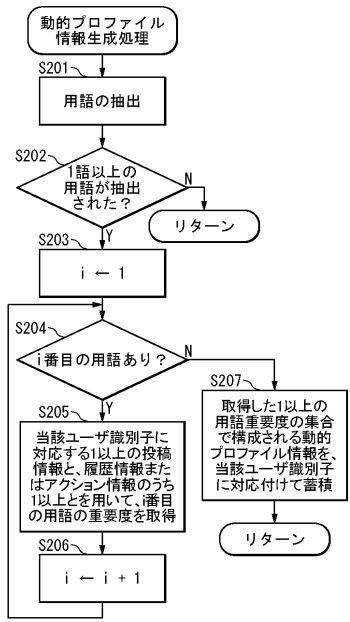 動的プロファイル
情報生成処理
S201
用語の抽出
S202
1語以上の
用語が抽出
された?
N
リターン
Y
S203
i ← 1
S204
i番目の用語あり?
N
Y
S205
当該ユーザ識別子に
対応する1以上の投稿
情報と、履歴情報また
はアクション情報のうち
1以上とを用いて、i番目
の用語の重要度を取得
S206
i ← i + 1
S207
取得した1以上の
用語重要度の集合
で構成される動的
プロファイル情報を、
当該ユーザ識別子
に対応付けて蓄積
リターン